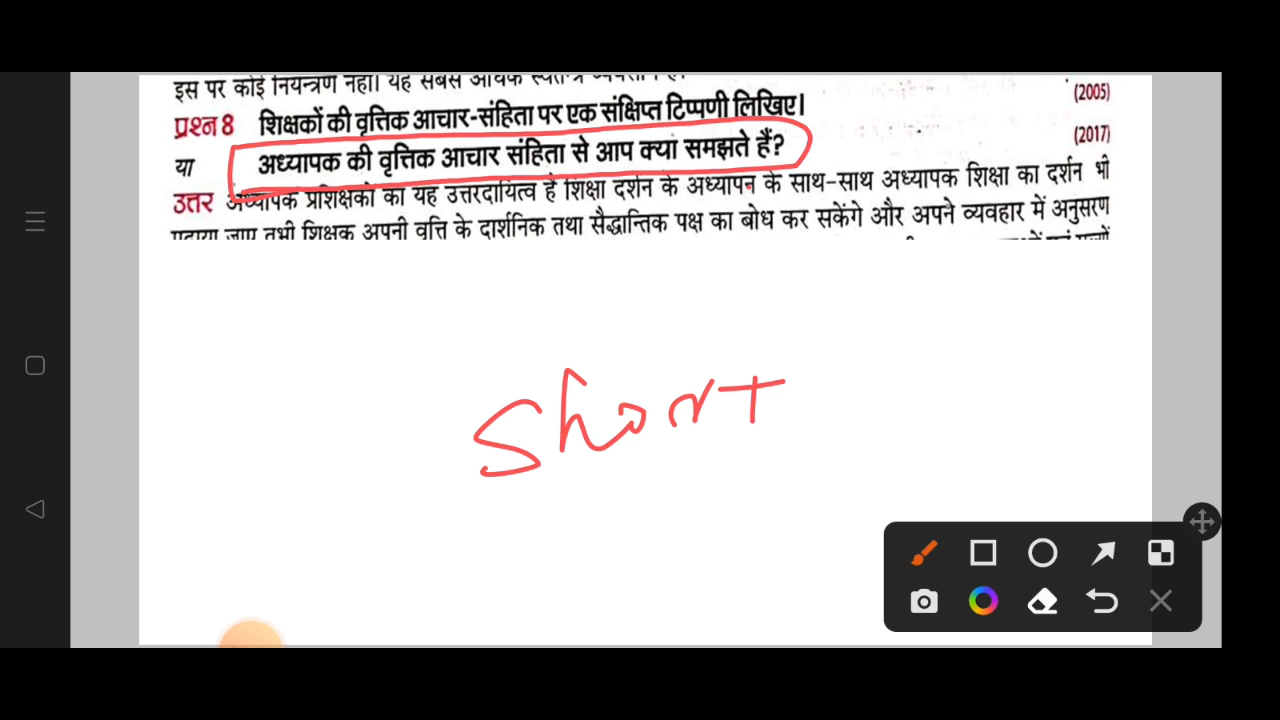 इस पर कोई नियन्त्रण नहीं। यह सबसे अधिक स्वतन्त्र
(2005)
प्रश्न 8 शिक्षकों की वृत्तिक आचार-संहिता पर एक संक्षिप्त टिप्पणी लिखिए।
(2017)
या अध्यापक की वृत्तिक आचार संहिता से आप क्या समझते हैं?
उत्तर अध्यापक प्रशिक्षकों का यह उत्तरदायित्व है शिक्षा दर्शन के अध्यापन के साथ-साथ अध्यापक शिक्षा का दर्शन भी
पढ़ाया जाए तभी शिक्षक अपनी वृत्ति के दार्शनिक तथा सैद्धान्तिक पक्ष का बोध कर सकेंगे और अपने व्यवहार में अनुसरण
Short